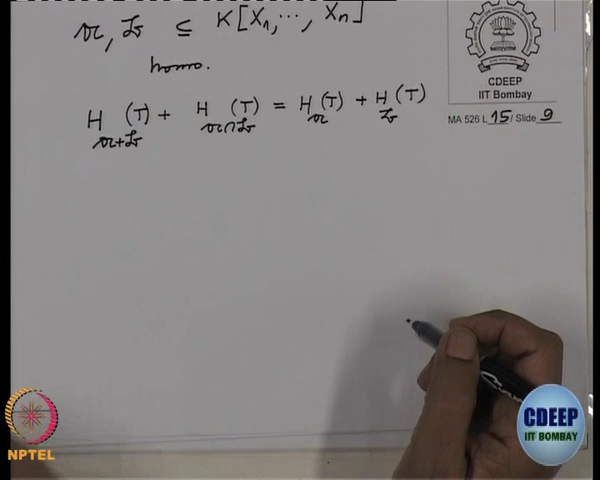 𝔞, 𝔟 ⊆ K[X₁, ⋯, Xₙ]
homo.
H_{𝔞+𝔟}(T) + H_{𝔞∩𝔟}(T) = H_𝔞(T) + H_𝔟(T)
CDEEP
IIT Bombay
MA 526 L 15 / Slide 9
NPTEL
CDEEP
IIT BOMBAY